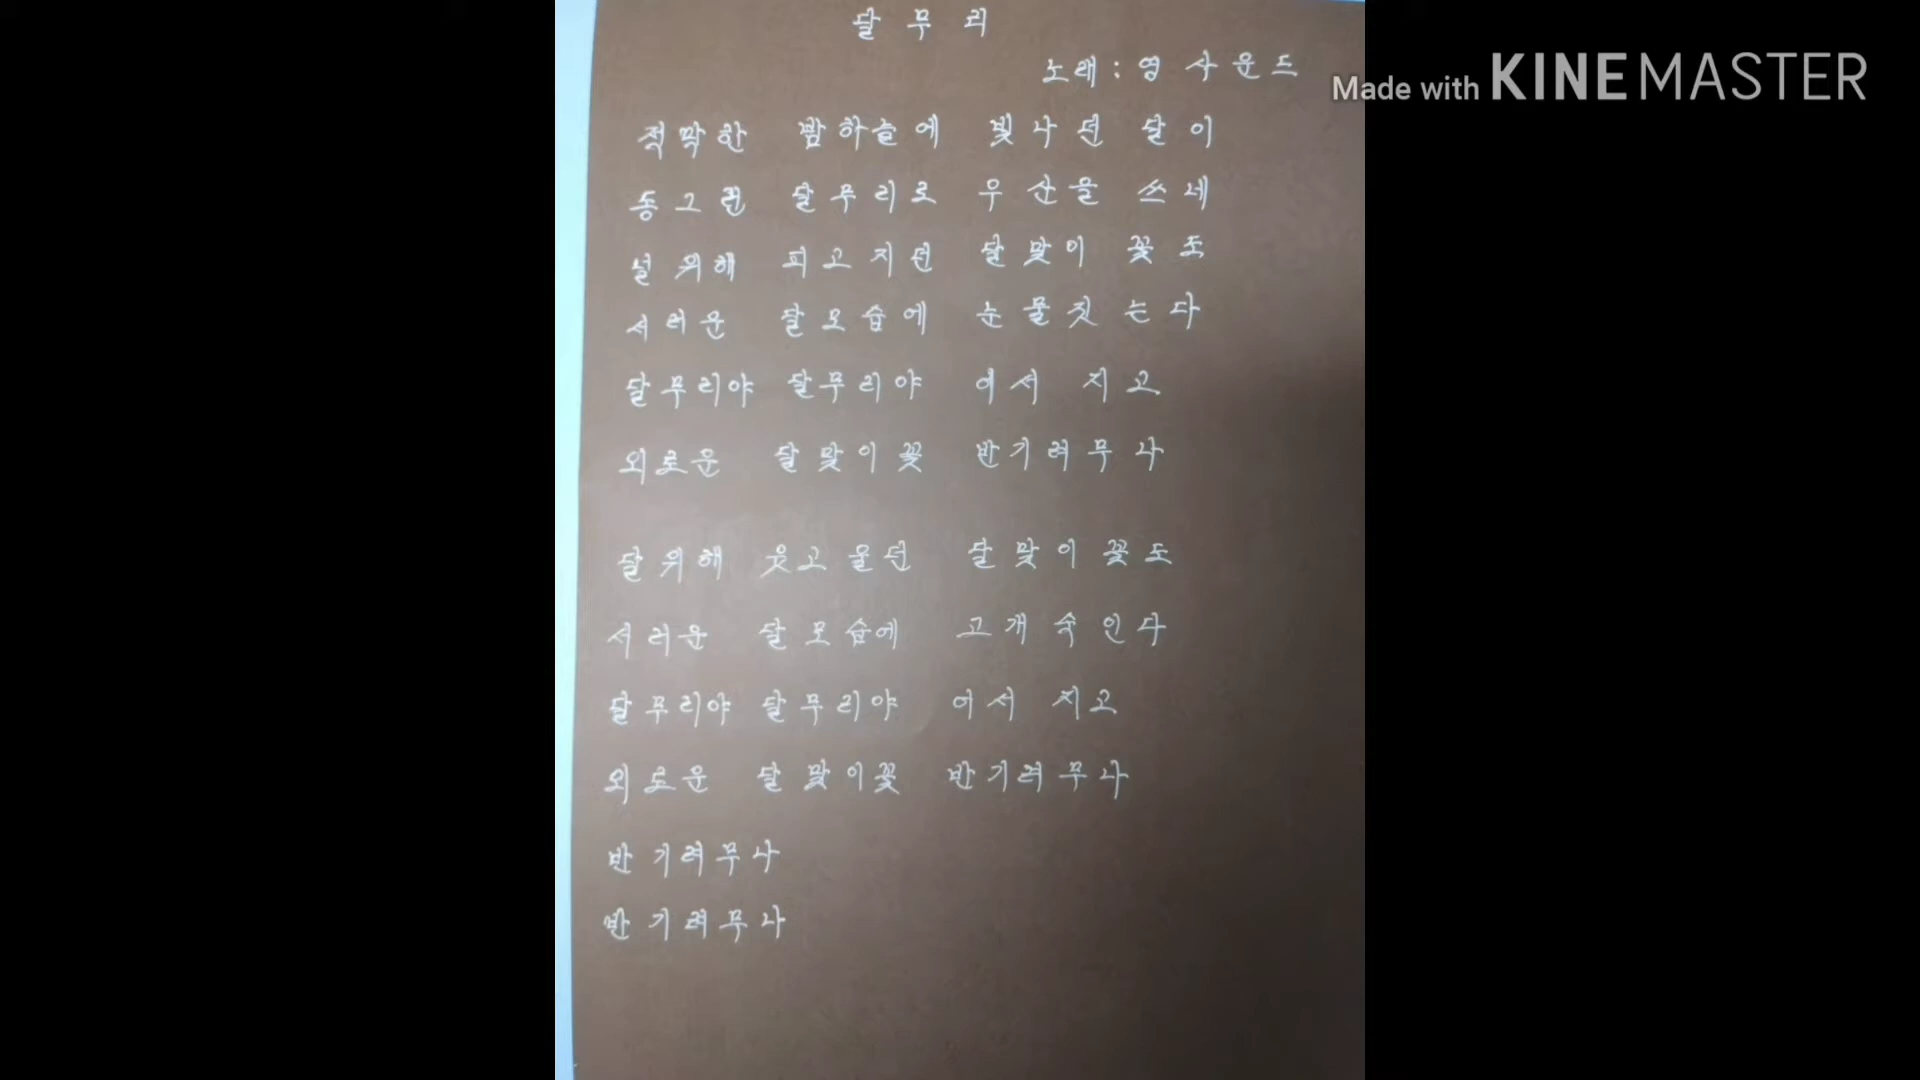 달무리
노래 : 영사운드
Made with KINEMASTER
적막한 밤하늘에 빛나던 달이
동그란 달무리로 우산을 쓰네
널 위해 피고지던 달맞이 꽃도
서러운 달모습에 눈물짓는다
달무리야 달무리야 어서 지고
외로운 달맞이꽃 반기려무나
달위해 웃고울던 달맞이꽃도
서러운 달모습에 고개 숙인다
달무리야 달무리야 어서 지고
외로운 달맞이꽃 반기려무나
반기려무나
반기려무나